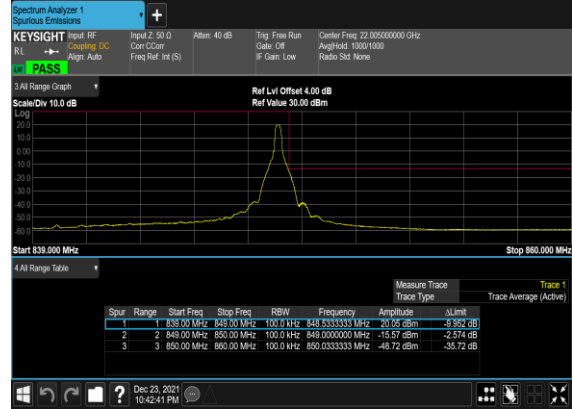 Spectrum Analyzer 1
Spurious Emissions
KEYSIGHT Input: RF Input Z: 50 Ω Atten: 40 dB Trig: Free Run Center Freq: 22.005000000 GHz
RL Coupling: DC Corr CCorr Gate: Off Avg|Hold: 1000/1000
Align: Auto Freq Ref: Int (S) IF Gain: Low Radio Std: None
PASS
3.All Range Graph
Ref Lvl Offset 4.00 dB
Scale/Div 10.0 dB Ref Value 30.00 dBm
Log
20.0
10.0
0.00
-10.0
-20.0
-30.0
-40.0
-50.0
-60.0
Start 839.000 MHz Stop 860.000 MHz
4.All Range Table
Measure Trace Trace 1
Trace Type Trace Average (Active)
Spur Range Start Freq Stop Freq RBW Frequency Amplitude ΔLimit
1 1 839.00 MHz 849.00 MHz 100.0 kHz 848.5333333 MHz 20.05 dBm -9.952 dB
2 2 849.00 MHz 850.00 MHz 100.0 kHz 849.0000000 MHz -15.57 dBm -2.574 dB
3 3 850.00 MHz 860.00 MHz 100.0 kHz 850.0333333 MHz -48.72 dBm -35.72 dB
?
Dec 23, 2021
10:42:41 PM